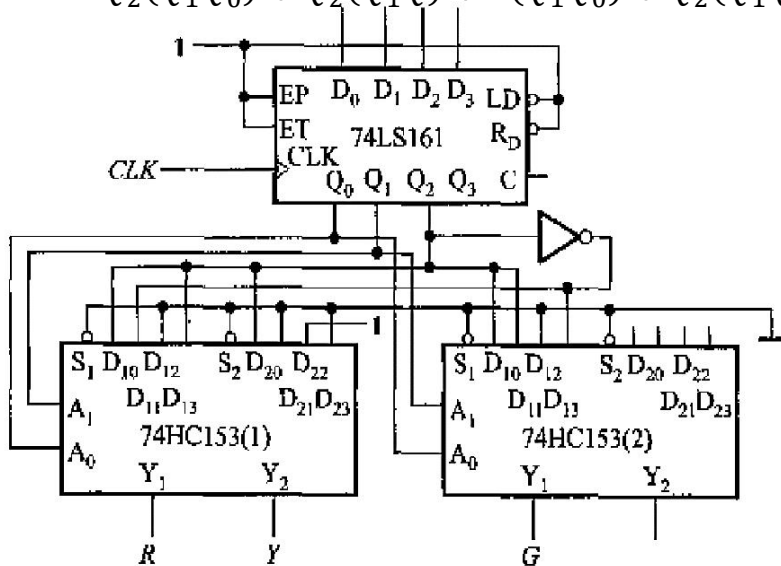 1
EP D₀ D₁ D₂ D₃ LD
ET 74LS161 R_D
CLK CLK
Q₀ Q₁ Q₂ Q₃ C
1
S₁ D₁₀ D₁₂ S₂ D₂₀ D₂₂
D₁₁ D₁₃ D₂₁ D₂₃
A₁
74HC153(1)
A₀
Y₁ Y₂
R Y
S₁ D₁₀ D₁₂ S₂ D₂₀ D₂₂
D₁₁ D₁₃ D₂₁ D₂₃
A₁
74HC153(2)
A₀
Y₁ Y₂
G